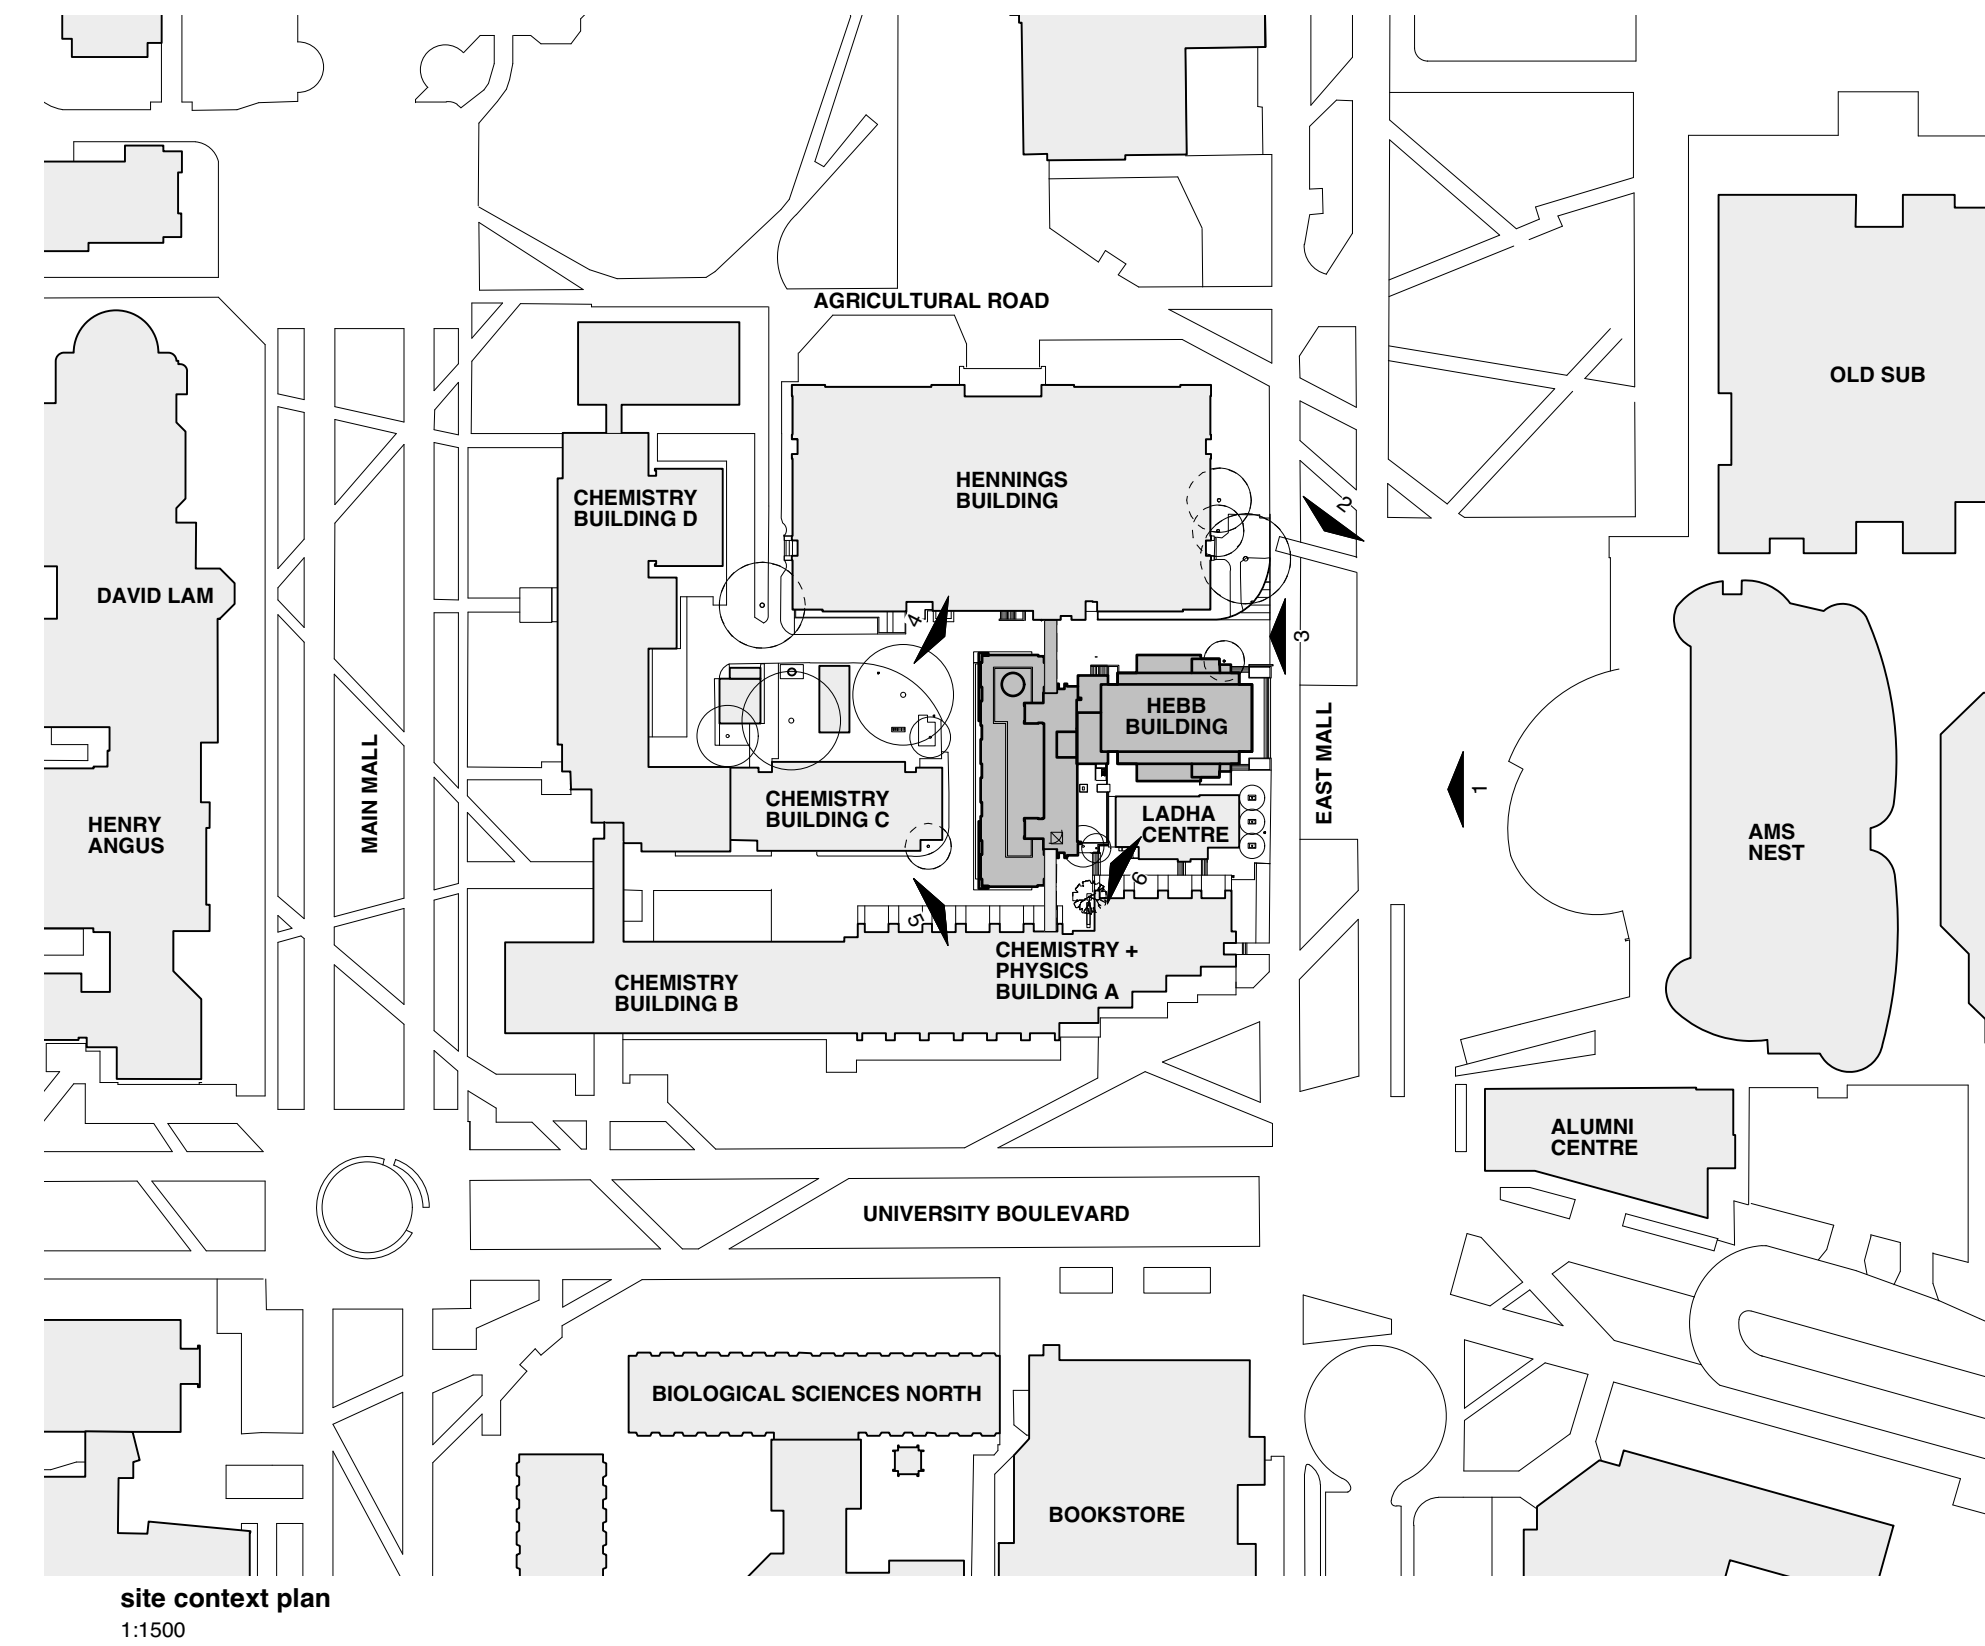 AGRICULTURAL ROAD
OLD SUB
HENNINGS
BUILDING
CHEMISTRY
BUILDING D
2
DAVID LAM
4
3
HEBB
BUILDING
EAST MALL
MAIN MALL
1
CHEMISTRY
BUILDING C
LADHA
CENTRE
HENRY
ANGUS
AMS
NEST
6
5
CHEMISTRY +
PHYSICS
BUILDING A
CHEMISTRY
BUILDING B
ALUMNI
CENTRE
UNIVERSITY BOULEVARD
BIOLOGICAL SCIENCES NORTH
BOOKSTORE
site context plan
1:1500